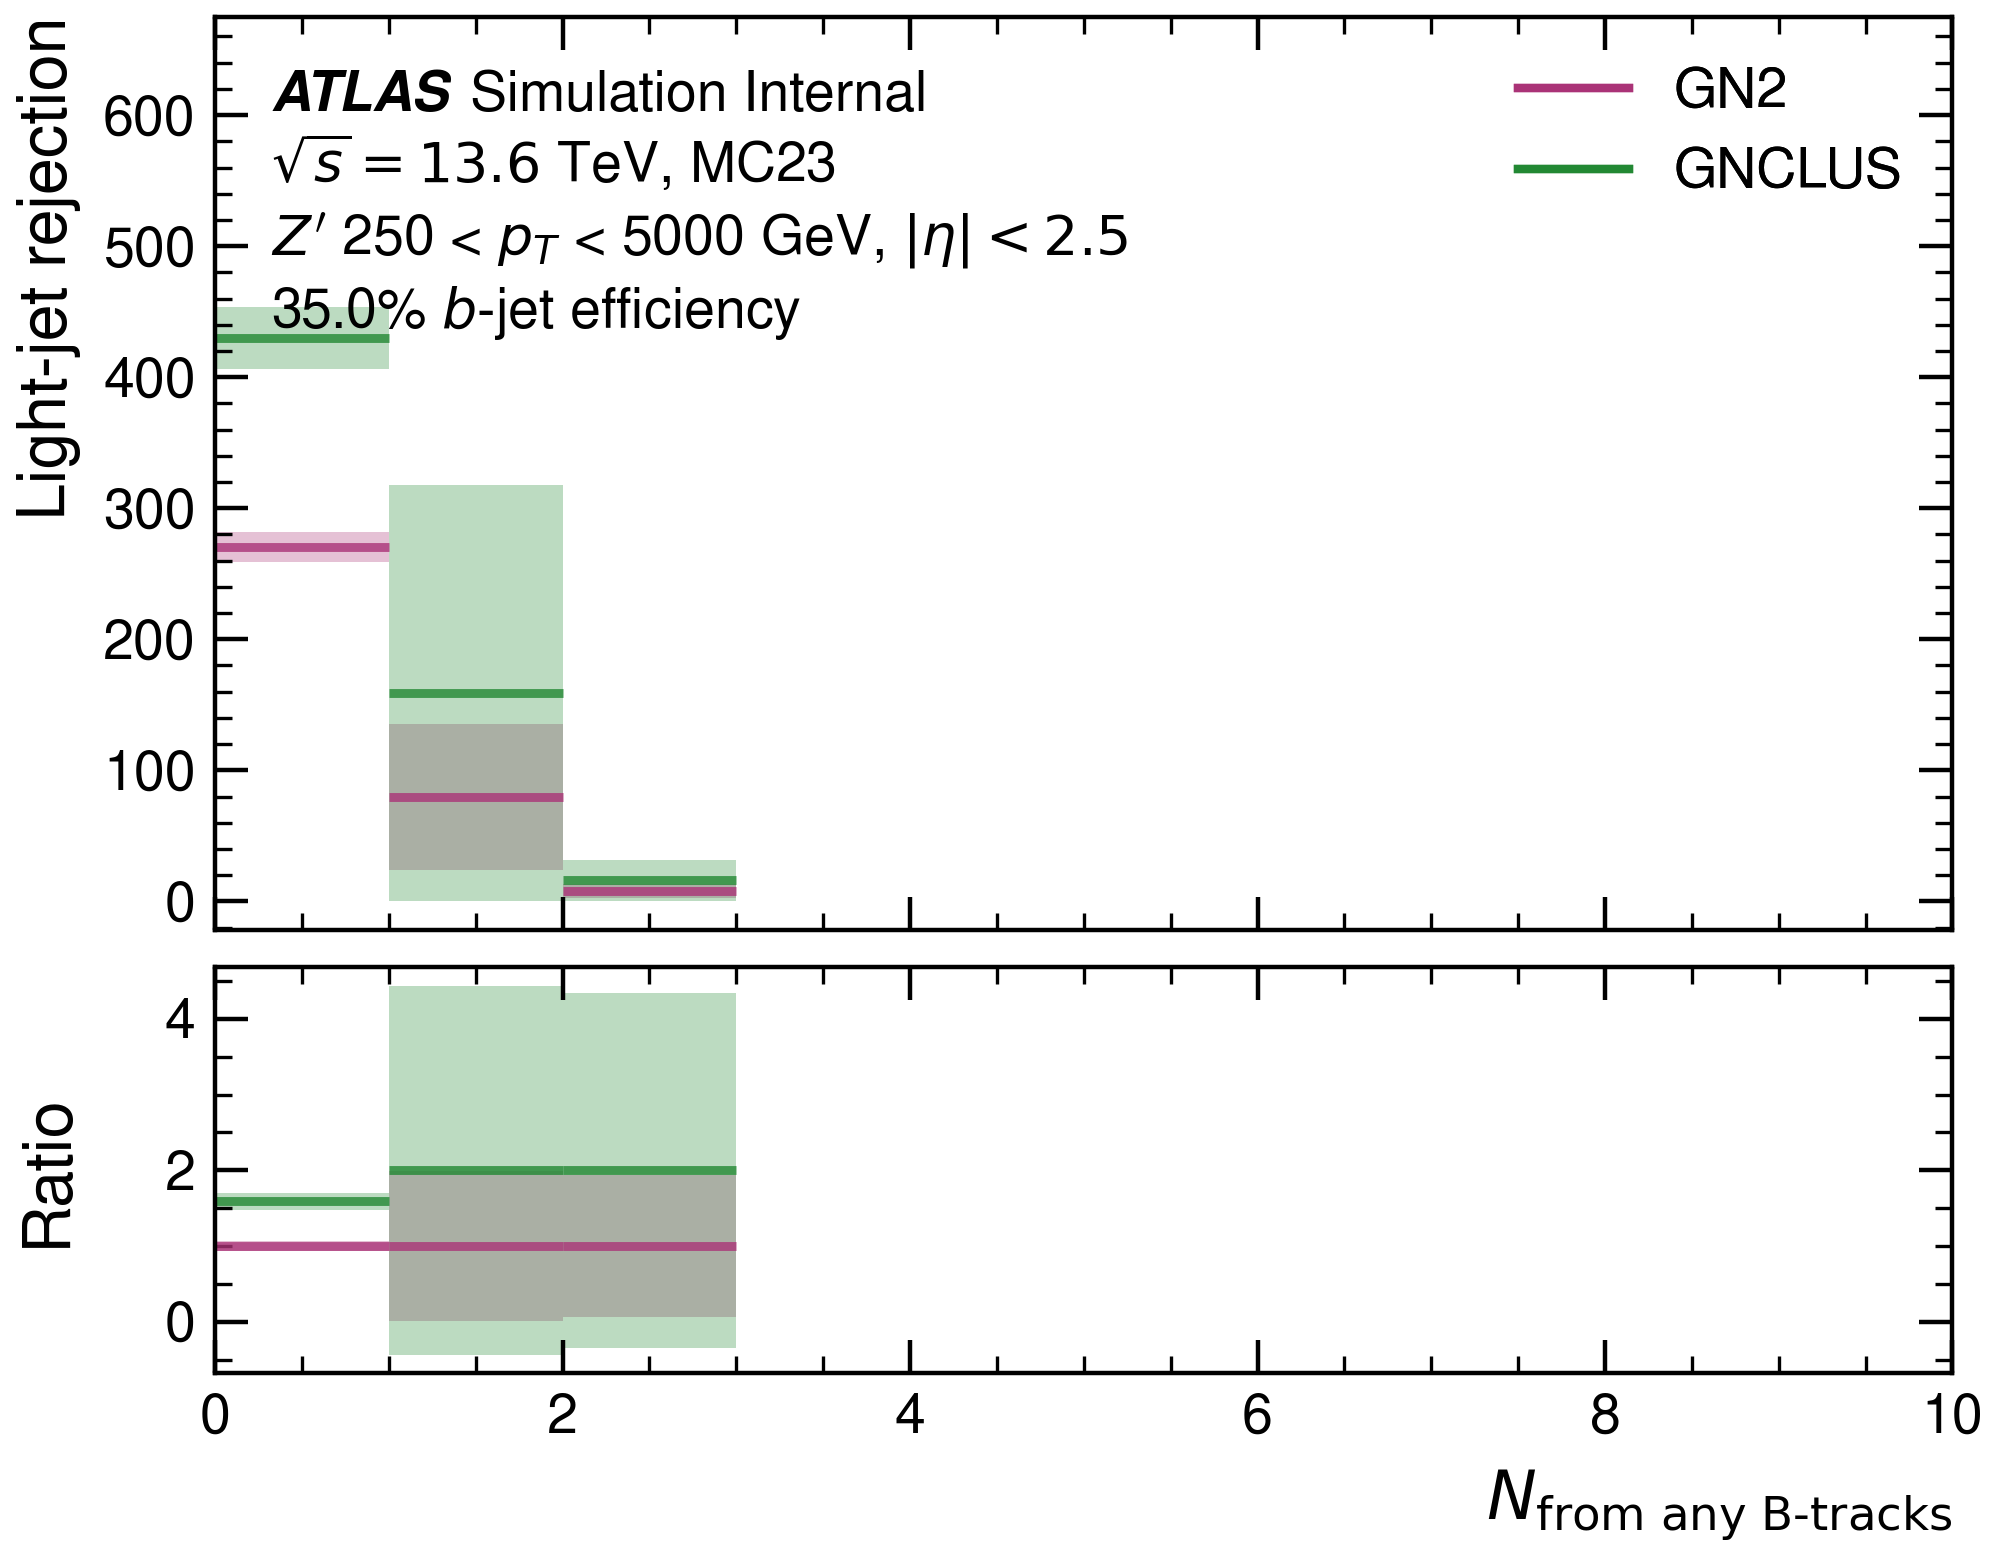 Light-jet rejection
ATLAS Simulation Internal
√s = 13.6 TeV, MC23
Z′ 250 < p_T < 5000 GeV, |η| < 2.5
35.0% b-jet efficiency
GN2
GNCLUS
600
500
400
300
200
100
0
Ratio
4
2
0
0 2 4 6 8 10
N_from any B-tracks